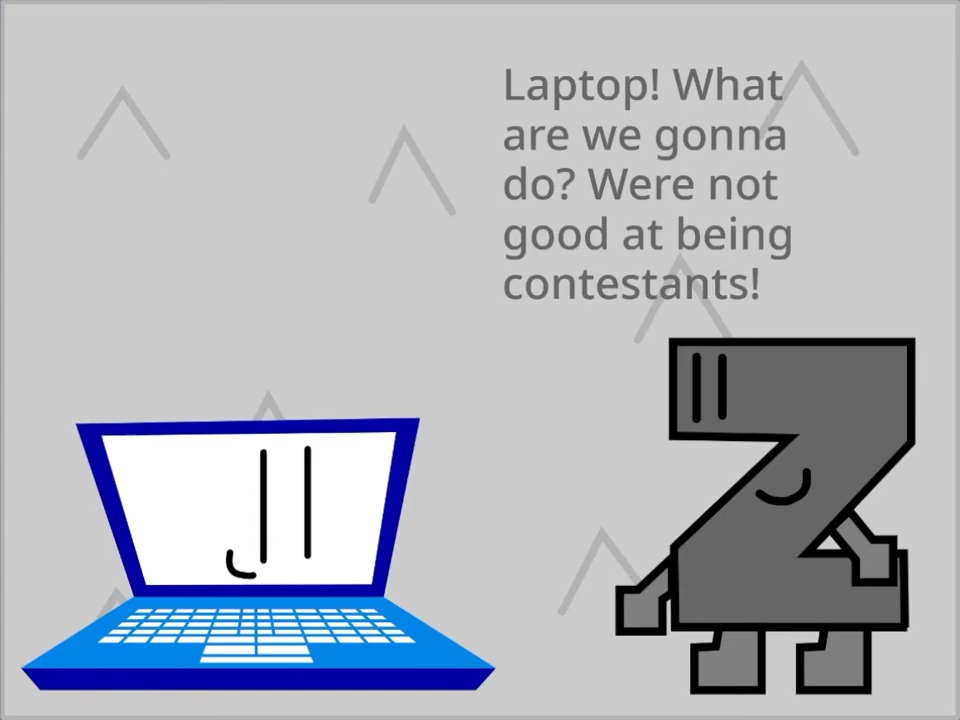 Laptop! What
are we gonna
do? Were not
good at being
contestants!